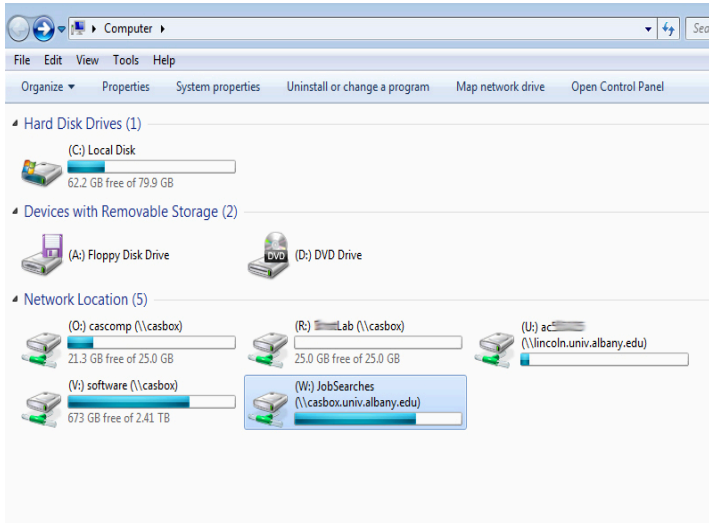 Computer
Sea
File Edit View Tools Help
Organize Properties System properties Uninstall or change a program Map network drive Open Control Panel
Hard Disk Drives (1)
(C:) Local Disk
62.2 GB free of 79.9 GB
Devices with Removable Storage (2)
(A:) Floppy Disk Drive
DVD
(D:) DVD Drive
Network Location (5)
(O:) cascomp (\\casbox)
21.3 GB free of 25.0 GB
(R:) Lab (\\casbox)
25.0 GB free of 25.0 GB
(U:) ac
(\\lincoln.univ.albany.edu)
(V:) software (\\casbox)
673 GB free of 2.41 TB
(W:) JobSearches
(\\casbox.univ.albany.edu)